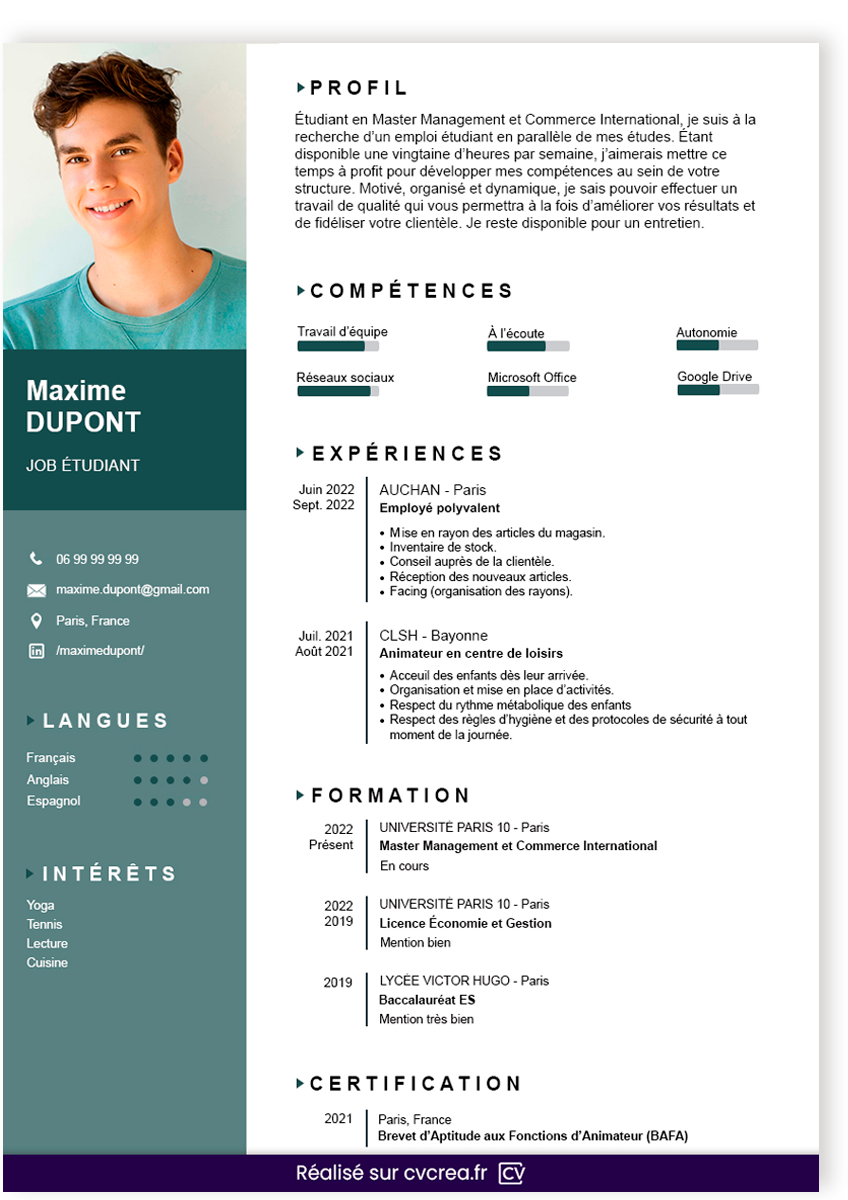 Maxime
DUPONT
JOB ÉTUDIANT
06 99 99 99 99
maxime.dupont@gmail.com
Paris, France
/maximedupont/
LANGUES
Français
Anglais
Espagnol
INTÉRÊTS
Yoga
Tennis
Lecture
Cuisine
PROFIL
Étudiant en Master Management et Commerce International, je suis à la
recherche d’un emploi étudiant en parallèle de mes études. Étant
disponible une vingtaine d’heures par semaine, j’aimerais mettre ce
temps à profit pour développer mes compétences au sein de votre
structure. Motivé, organisé et dynamique, je sais pouvoir effectuer un
travail de qualité qui vous permettra à la fois d’améliorer vos résultats et
de fidéliser votre clientèle. Je reste disponible pour un entretien.
COMPÉTENCES
Travail d’équipe
À l’écoute
Autonomie
Réseaux sociaux
Microsoft Office
Google Drive
EXPÉRIENCES
Juin 2022
Sept. 2022
AUCHAN - Paris
Employé polyvalent
• Mise en rayon des articles du magasin.
• Inventaire de stock.
• Conseil auprès de la clientèle.
• Réception des nouveaux articles.
• Facing (organisation des rayons).
Juil. 2021
Août 2021
CLSH - Bayonne
Animateur en centre de loisirs
• Acceuil des enfants dès leur arrivée.
• Organisation et mise en place d’activités.
• Respect du rythme métabolique des enfants
• Respect des règles d’hygiène et des protocoles de sécurité à tout
moment de la journée.
FORMATION
2022
Présent
UNIVERSITÉ PARIS 10 - Paris
Master Management et Commerce International
En cours
2022
2019
UNIVERSITÉ PARIS 10 - Paris
Licence Économie et Gestion
Mention bien
2019
LYCÉE VICTOR HUGO - Paris
Baccalauréat ES
Mention très bien
CERTIFICATION
2021
Paris, France
Brevet d’Aptitude aux Fonctions d’Animateur (BAFA)
Réalisé sur cvcrea.fr CV